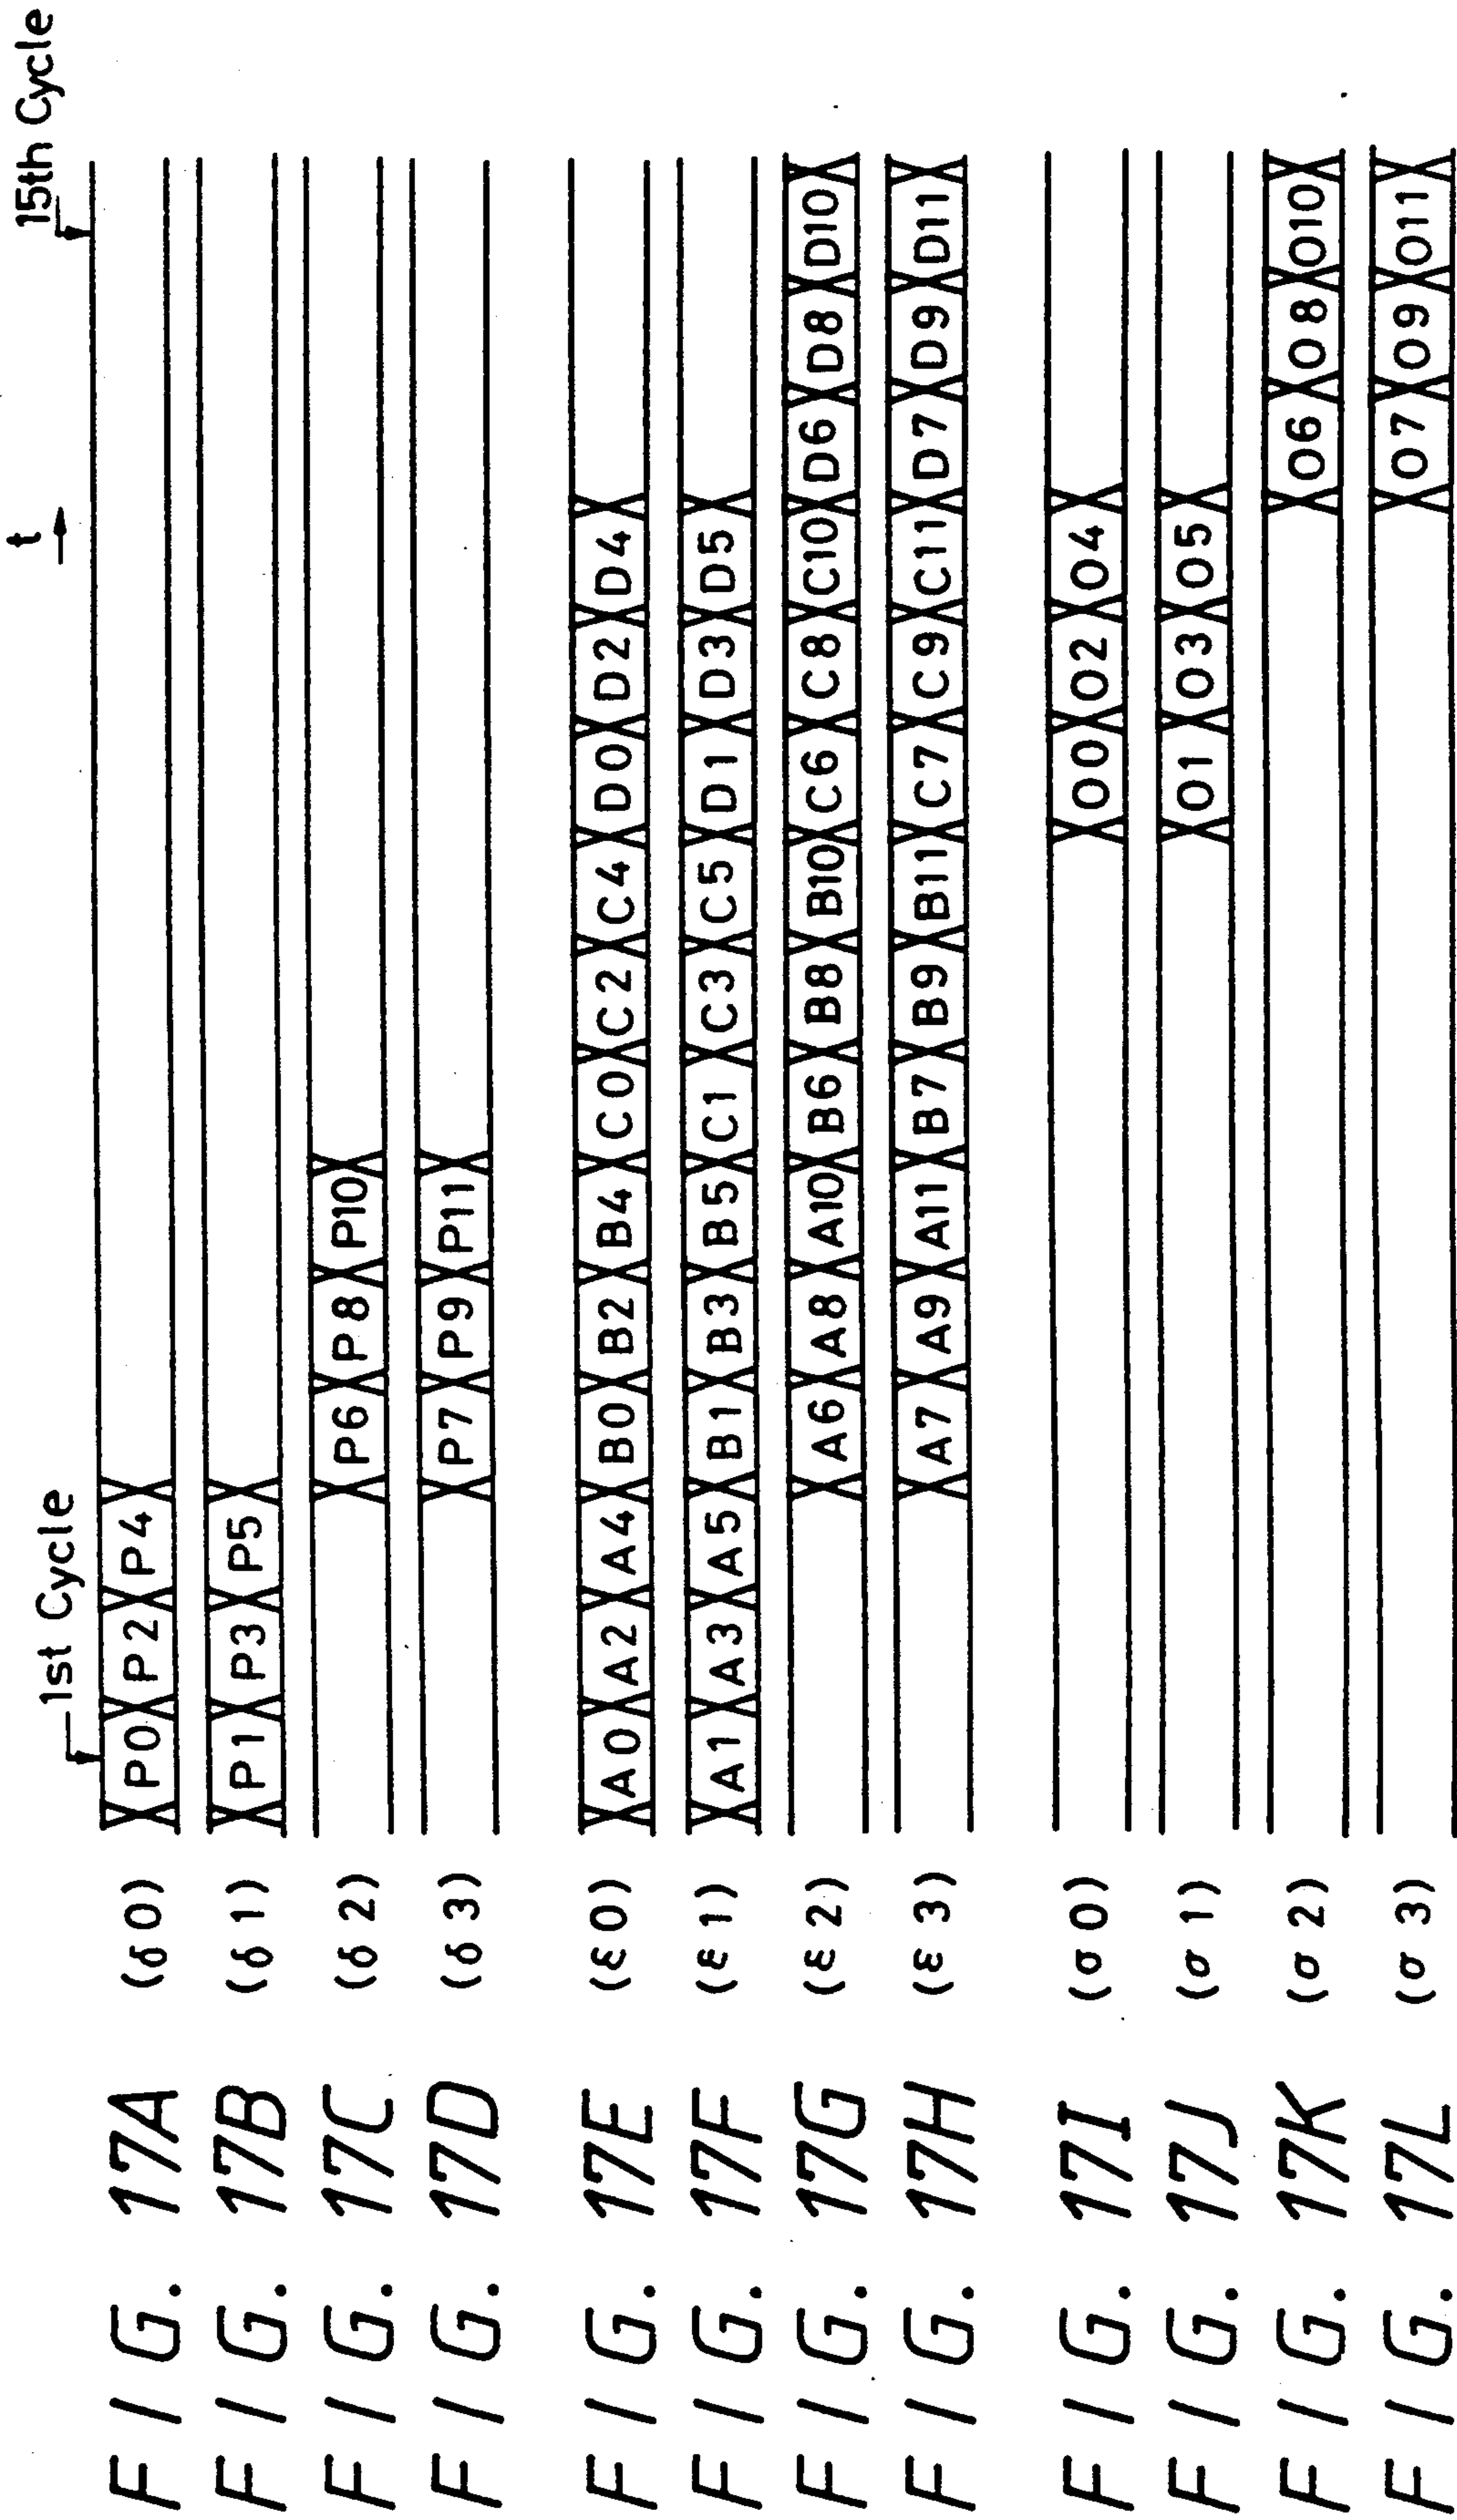 t
1st Cycle 15th Cycle
FIG. 17A (δ0) P0 P2 P4
FIG. 17B (δ1) P1 P3 P5
FIG. 17C (δ2) P6 P8 P10
FIG. 17D (δ3) P7 P9 P11
FIG. 17E (ε0) A0 A2 A4 B0 B2 B4 C0 C2 C4 D0 D2 D4
FIG. 17F (ε1) A1 A3 A5 B1 B3 B5 C1 C3 C5 D1 D3 D5
FIG. 17G (ε2) A6 A8 A10 B6 B8 B10 C6 C8 C10 D6 D8 D10
FIG. 17H (ε3) A7 A9 A11 B7 B9 B11 C7 C9 C11 D7 D9 D11
FIG. 17I (σ0) O0 O2 O4
FIG. 17J (σ1) O1 O3 O5
FIG. 17K (σ2) O6 O8 O10
FIG. 17L (σ3) O7 O9 O11